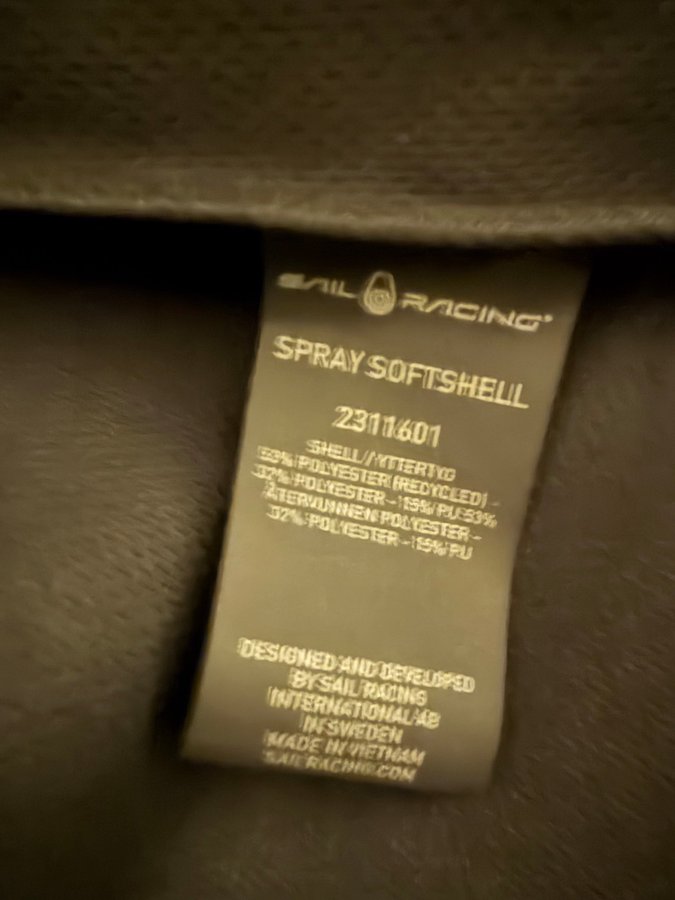 SAIL RACING®
SPRAY SOFTSHELL
2311601
SHELL//YTTERTYG
53% POLYESTER (RECYCLED) -
32% POLYESTER - 15% PU 53%
ÅTERVUNNEN POLYESTER -
32% POLYESTER - 15% PU
DESIGNED AND DEVELOPED
BY SAIL RACING
INTERNATIONAL AB
IN SWEDEN
MADE IN VIETNAM
SAILRACING.COM